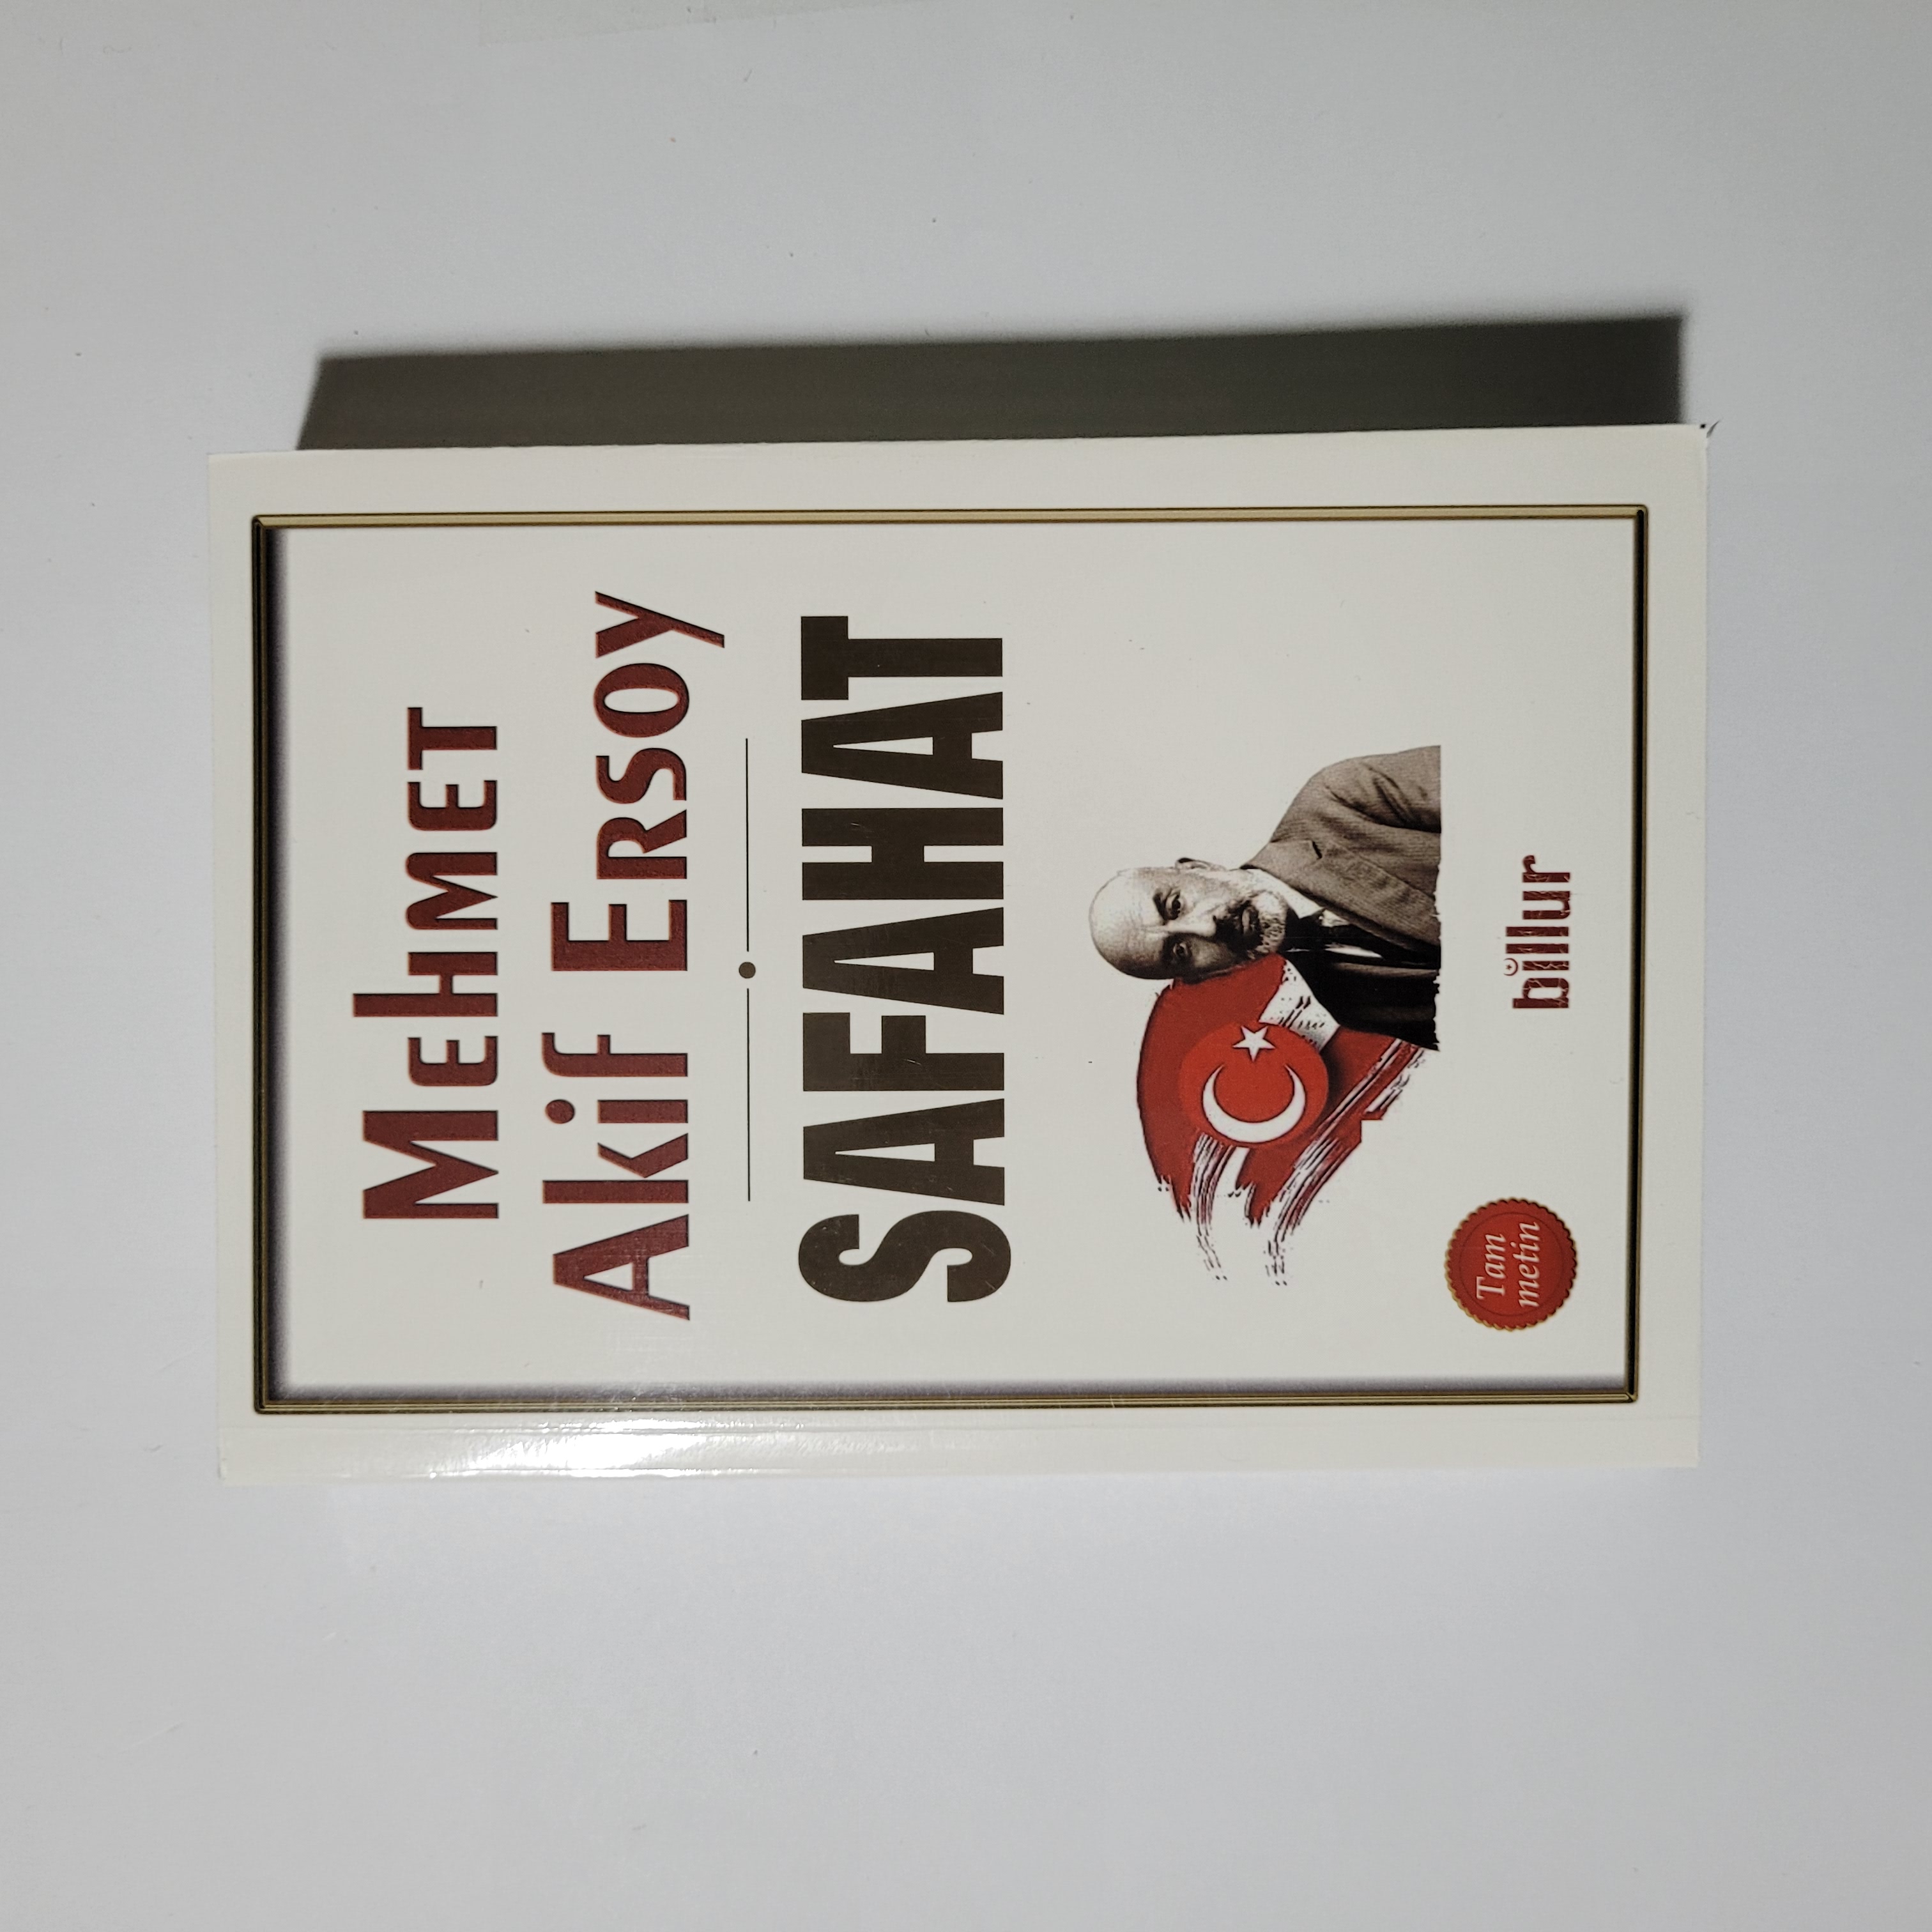 Mehmet
Akif Ersoy
SAFAHAT
billur
Tam
metin